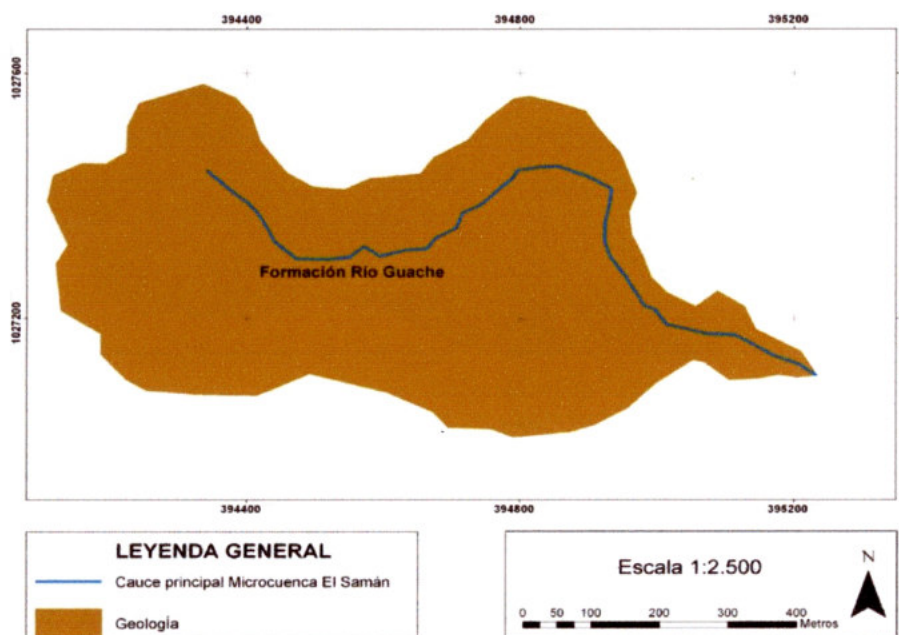 394400 394800 395200
1027600
1027200
Formación Río Guache
394400 394800 395200
LEYENDA GENERAL
Cauce principal Microcuenca El Samán
Geología
Escala 1:2.500
N
0 50 100 200 300 400
Metros